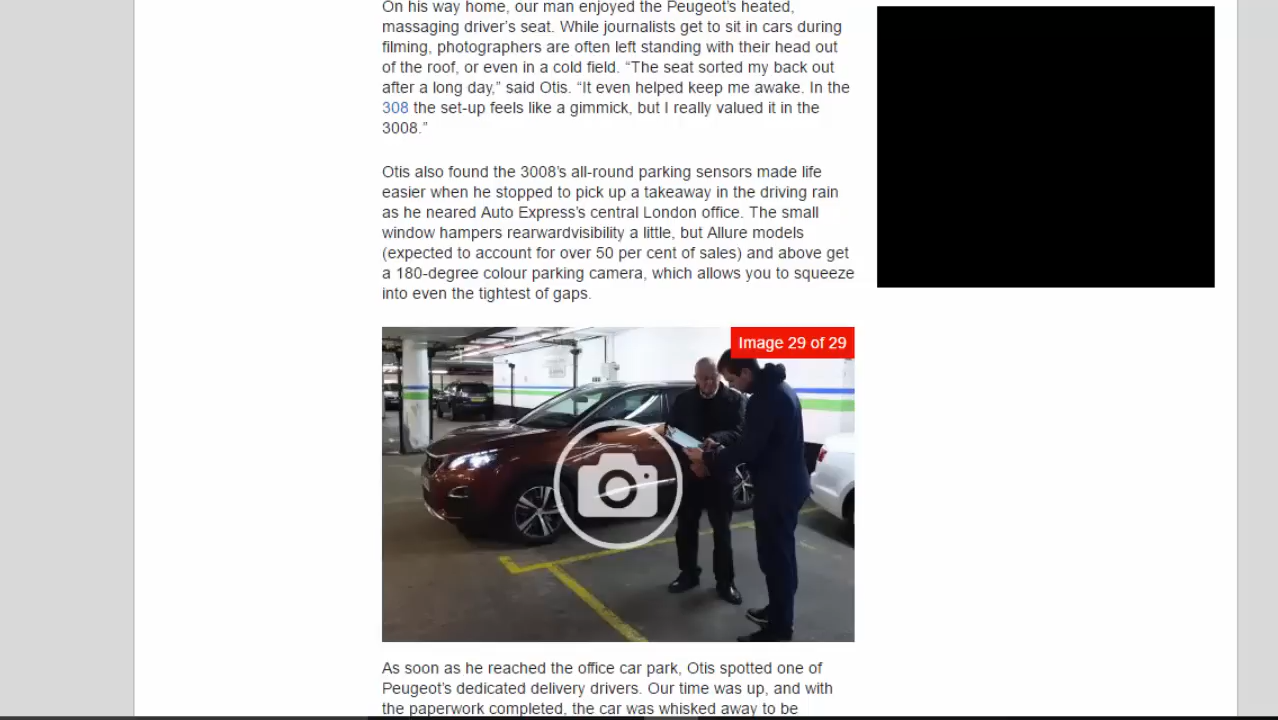 On his way home, our man enjoyed the Peugeot's heated,
massaging driver's seat. While journalists get to sit in cars during
filming, photographers are often left standing with their head out
of the roof, or even in a cold field. “The seat sorted my back out
after a long day,” said Otis. “It even helped keep me awake. In the
308 the set-up feels like a gimmick, but I really valued it in the
3008.”
Otis also found the 3008's all-round parking sensors made life
easier when he stopped to pick up a takeaway in the driving rain
as he neared Auto Express's central London office. The small
window hampers rearwardvisibility a little, but Allure models
(expected to account for over 50 per cent of sales) and above get
a 180-degree colour parking camera, which allows you to squeeze
into even the tightest of gaps.
Image 29 of 29
As soon as he reached the office car park, Otis spotted one of
Peugeot's dedicated delivery drivers. Our time was up, and with
the paperwork completed, the car was whisked away to be